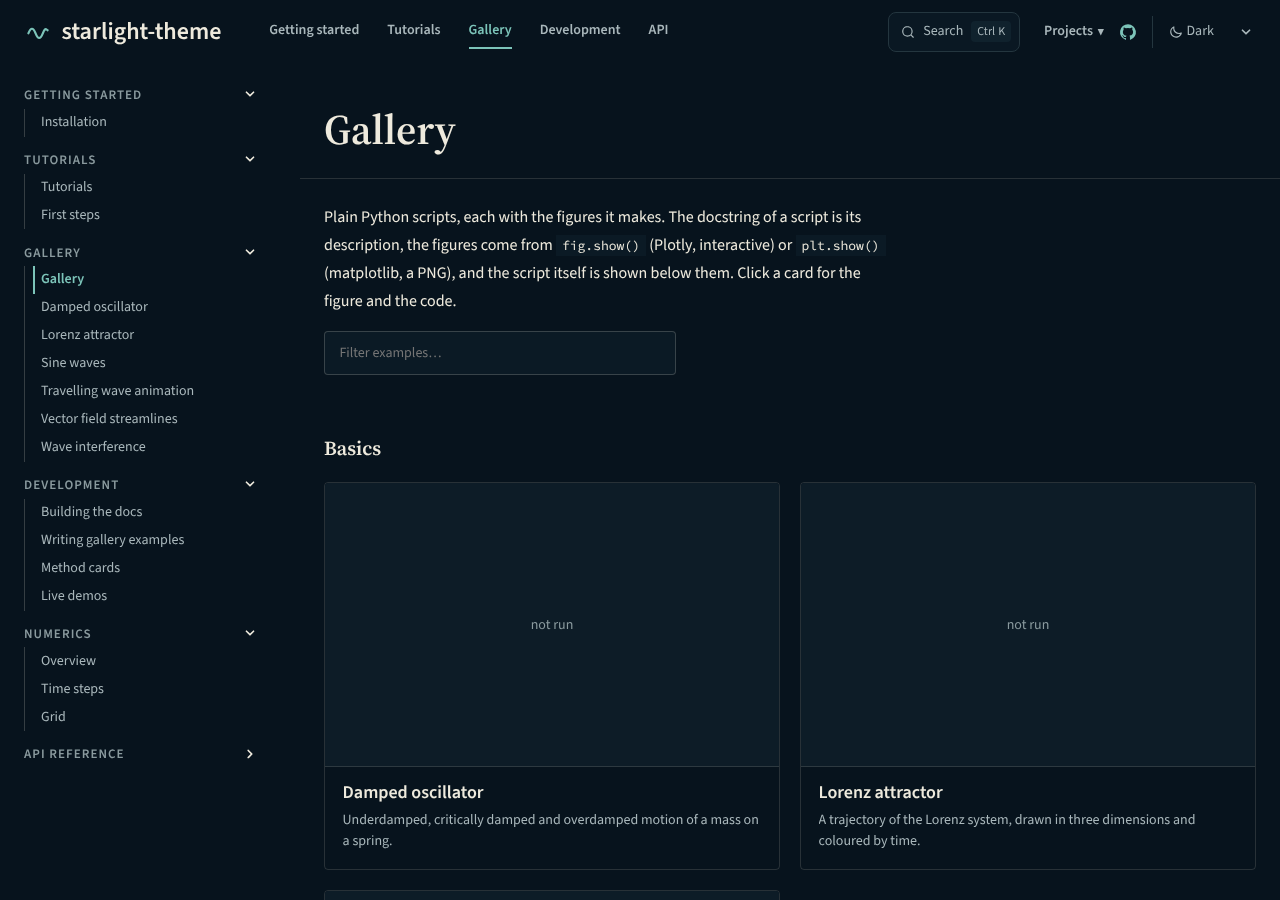 starlight-theme
Getting started
Tutorials
Gallery
Development
API
Search
Ctrl K
Projects ▾
Dark
GETTING STARTED
Installation
TUTORIALS
Tutorials
First steps
GALLERY
Gallery
Damped oscillator
Lorenz attractor
Sine waves
Travelling wave animation
Vector field streamlines
Wave interference
DEVELOPMENT
Building the docs
Writing gallery examples
Method cards
Live demos
NUMERICS
Overview
Time steps
Grid
API REFERENCE
Gallery
Plain Python scripts, each with the figures it makes. The docstring of a script is its
description, the figures come from fig.show() (Plotly, interactive) or plt.show()
(matplotlib, a PNG), and the script itself is shown below them. Click a card for the
figure and the code.
Filter examples…
Basics
not run
Damped oscillator
Underdamped, critically damped and overdamped motion of a mass on
a spring.
not run
Lorenz attractor
A trajectory of the Lorenz system, drawn in three dimensions and
coloured by time.